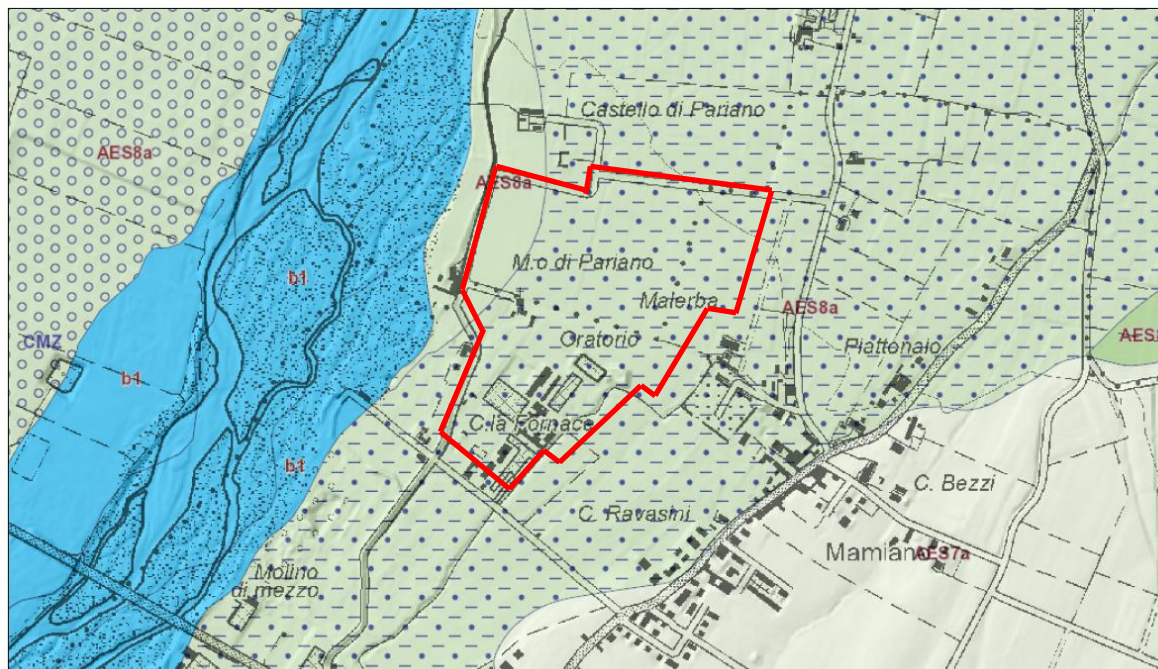 Castello di Pariano
AES8a
AES8a
M.o di Pariano
b1
Malerba
AES8a
Oratorio
Piattonaio
CMZ
b1
C. la Fornace
b1
C. Bezzi
C. Ravasini
Mamiano
AES7a
Molino
di mezzo